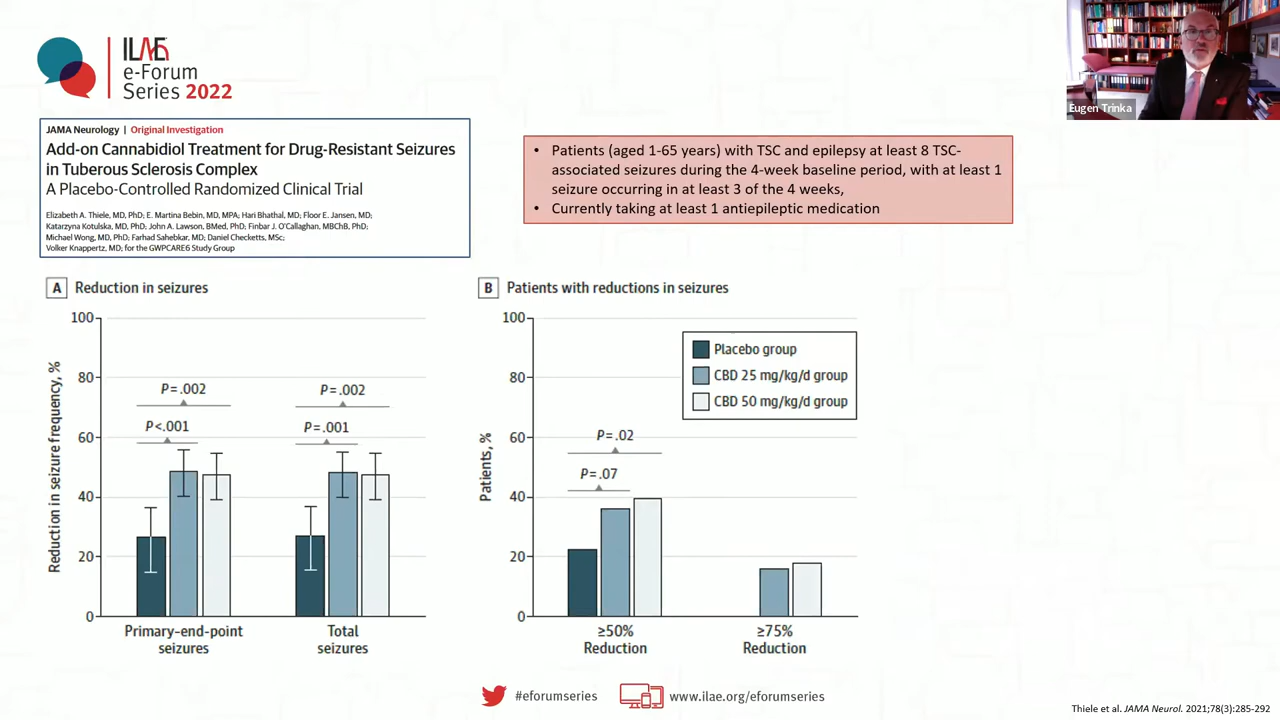 ILAE
e-Forum
Series 2022
Eugen Trinka
JAMA Neurology | Original Investigation
Add-on Cannabidiol Treatment for Drug-Resistant Seizures
in Tuberous Sclerosis Complex
A Placebo-Controlled Randomized Clinical Trial
Elizabeth A. Thiele, MD, PhD; E. Martina Bebin, MD, MPA; Hari Bhathal, MD; Floor E. Jansen, MD;
Katarzyna Kotulska, MD, PhD; John A. Lawson, BMed, PhD; Finbar J. O'Callaghan, MBChB, PhD;
Michael Wong, MD, PhD; Farhad Sahebkar, MD; Daniel Checketts, MSc;
Volker Knappertz, MD; for the GWPCARE6 Study Group
• Patients (aged 1-65 years) with TSC and epilepsy at least 8 TSC-
associated seizures during the 4-week baseline period, with at least 1
seizure occurring in at least 3 of the 4 weeks,
• Currently taking at least 1 antiepileptic medication
A Reduction in seizures
Reduction in seizure frequency, %
100
80
60
40
20
0
P=.002
P<.001
P=.002
P=.001
Primary-end-point
seizures
Total
seizures
B Patients with reductions in seizures
Patients, %
100
80
60
40
20
0
Placebo group
CBD 25 mg/kg/d group
CBD 50 mg/kg/d group
P=.02
P=.07
≥50%
Reduction
≥75%
Reduction
#eforumseries
www.ilae.org/eforumseries
Thiele et al. JAMA Neurol. 2021;78(3):285-292